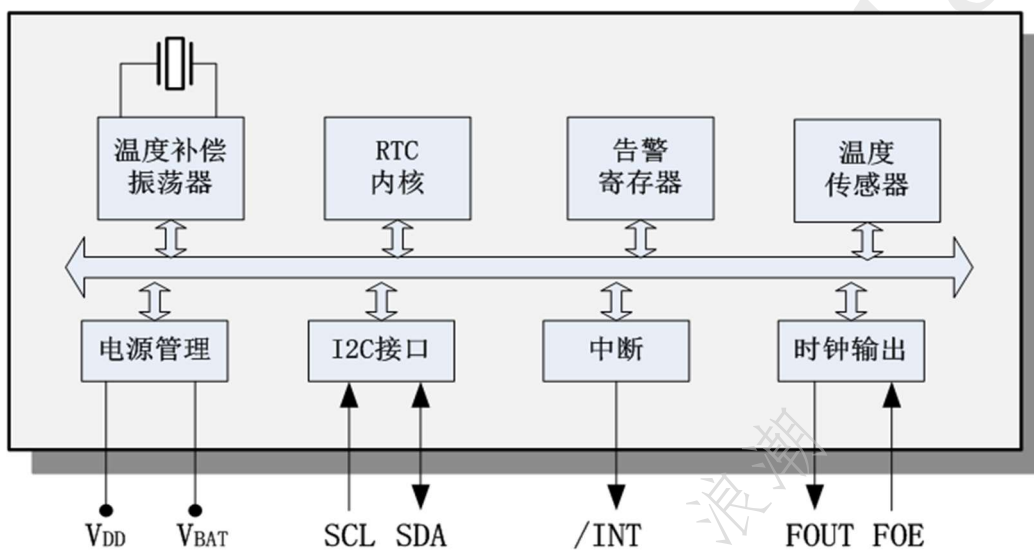 温度补偿
振荡器
RTC
内核
告警
寄存器
温度
传感器
电源管理
I2C接口
中断
时钟输出
VDD
VBAT
SCL
SDA
/INT
FOUT
FOE
浪潮